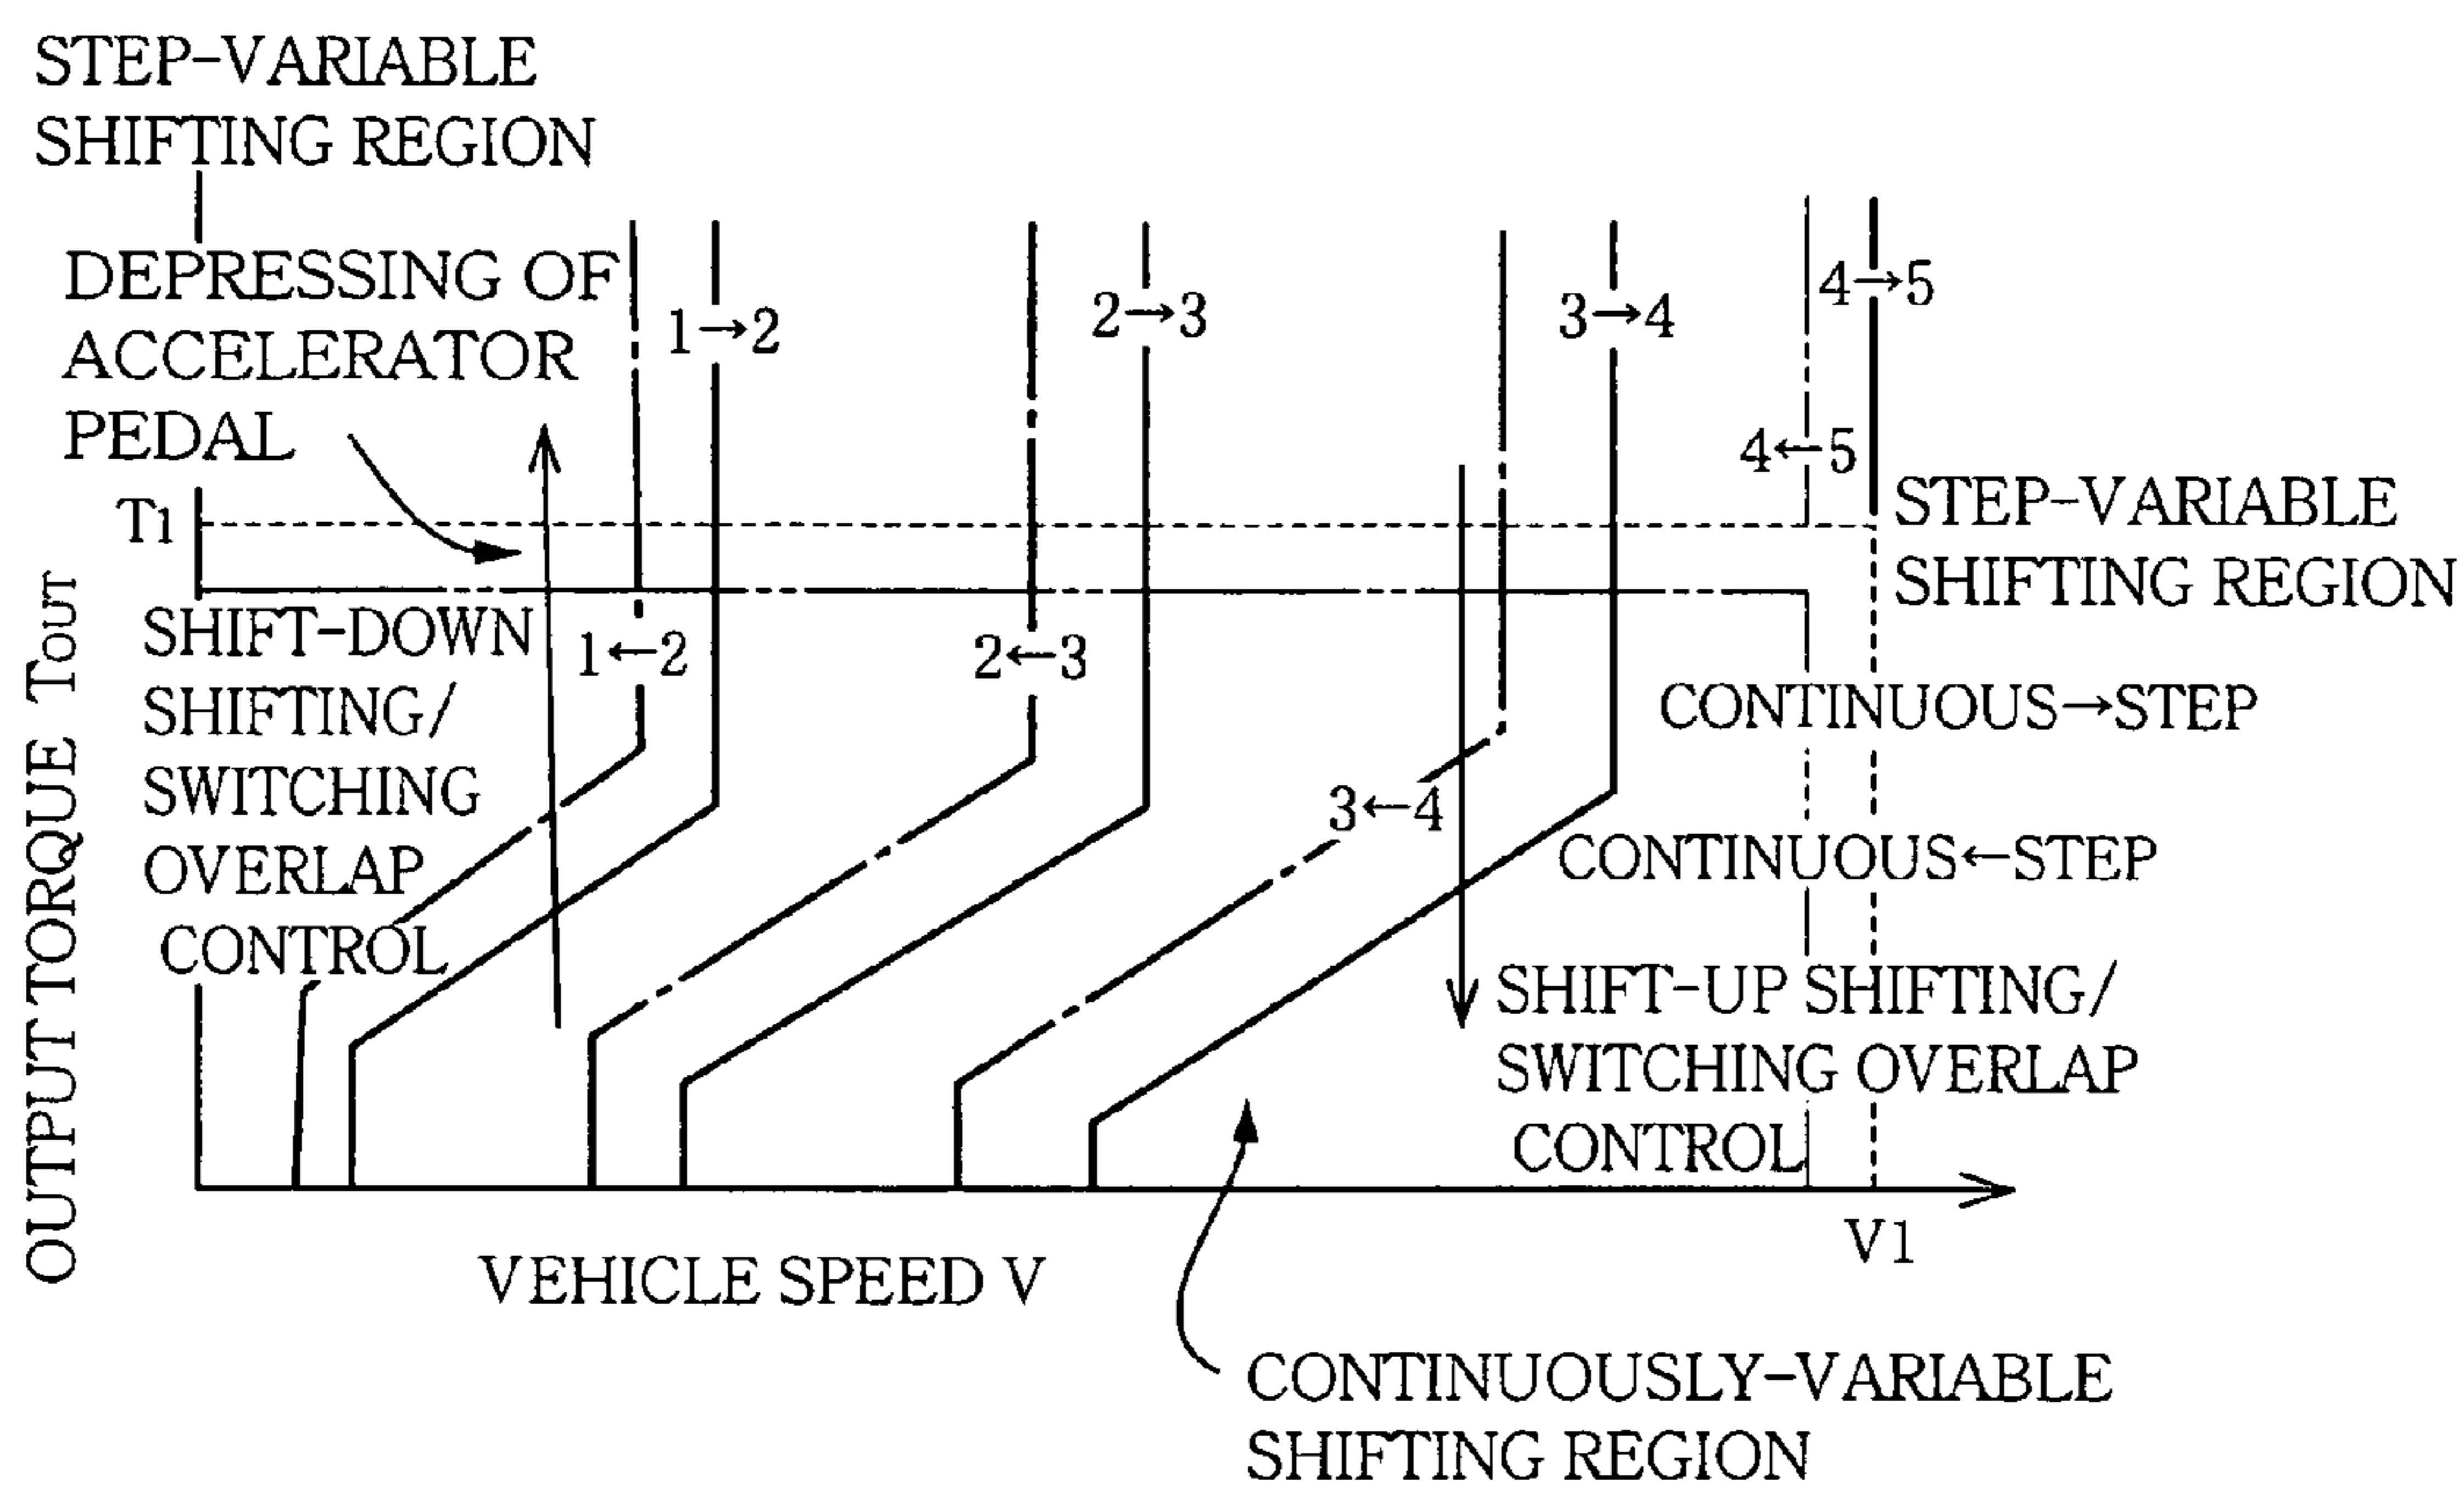 STEP-VARIABLE
SHIFTING REGION
DEPRESSING OF
ACCELERATOR
PEDAL
1→2
2→3
3→4
4→5
4←5
T1
STEP-VARIABLE
SHIFTING REGION
SHIFT-DOWN
SHIFTING/
SWITCHING
OVERLAP
CONTROL
1←2
2←3
3←4
CONTINUOUS→STEP
CONTINUOUS←STEP
SHIFT-UP SHIFTING/
SWITCHING OVERLAP
CONTROL
OUTPUT TORQUE TOUT
V1
VEHICLE SPEED V
CONTINUOUSLY-VARIABLE
SHIFTING REGION